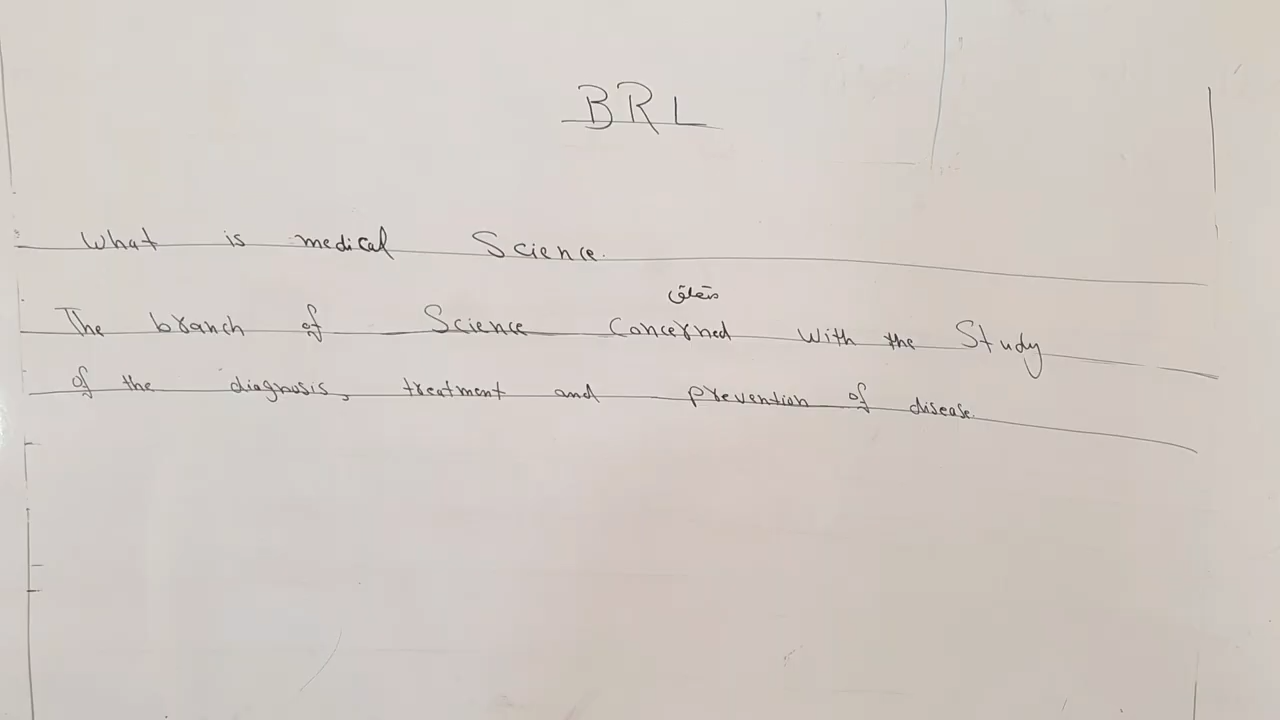 BRL
What is medical Science.
متعلق
The branch of Science Concerned With the Study
of the diagnosis, treatment and prevention of disease.